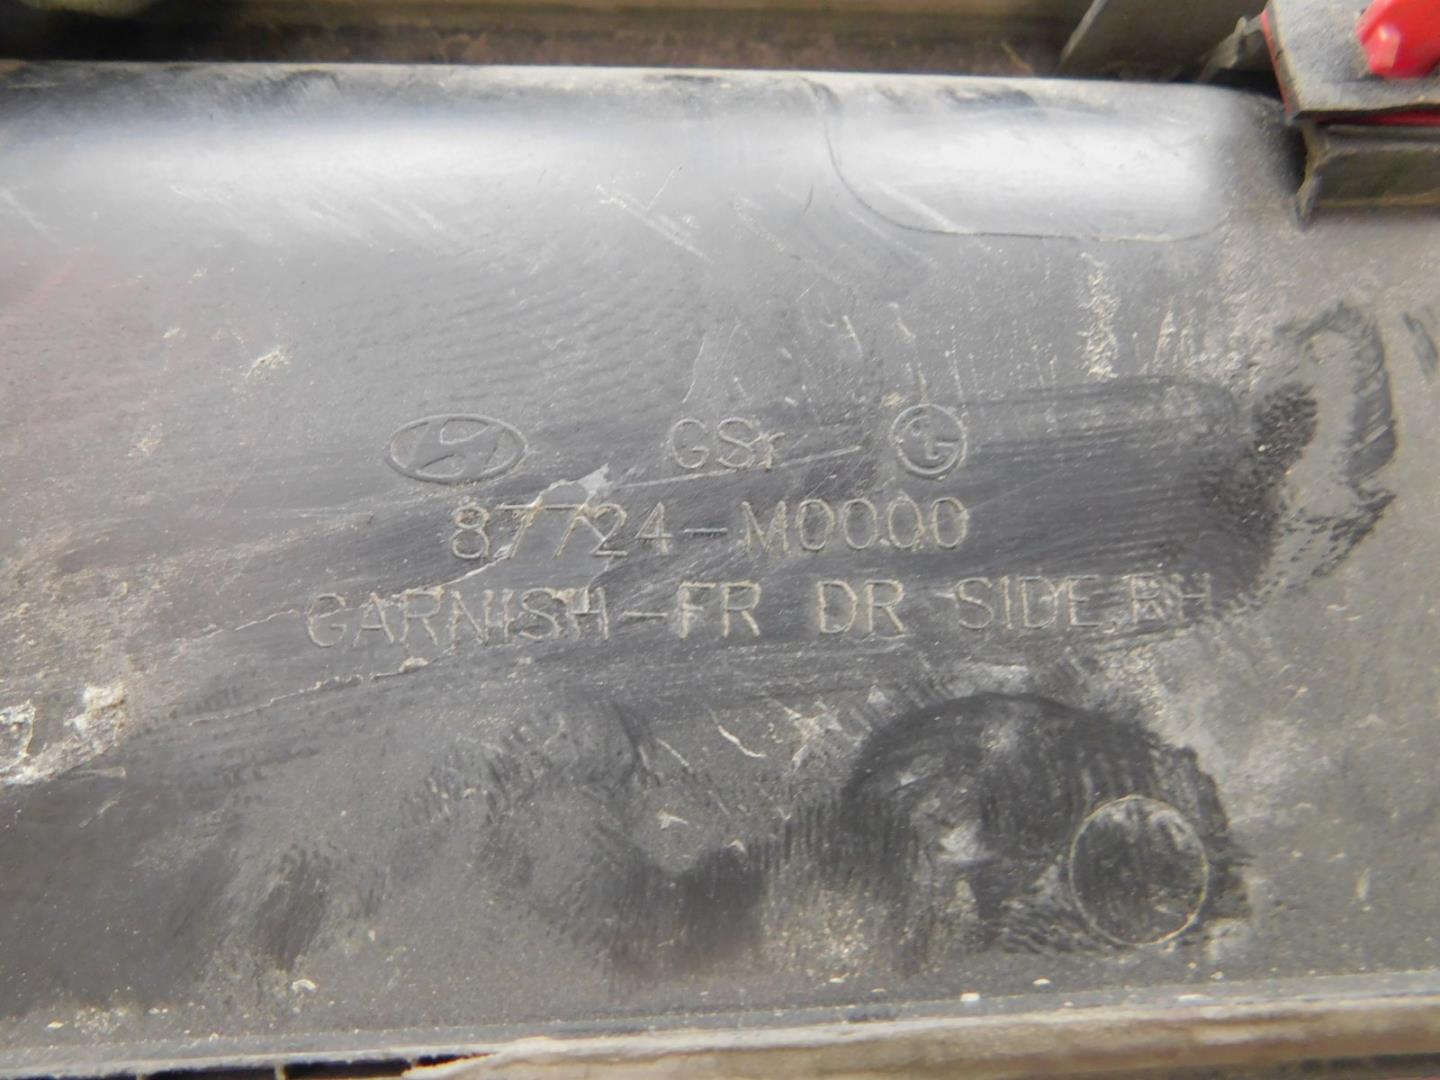 GSr
87724-M0000
GARNISH-FR DR SIDE,RH